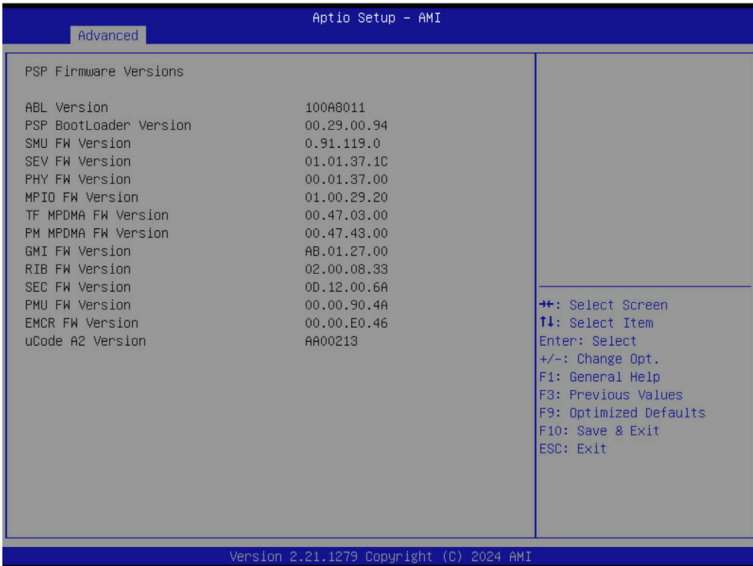 Aptio Setup – AMI
Advanced
PSP Firmware Versions
ABL Version 100A8011
PSP BootLoader Version 00.29.00.94
SMU FW Version 0.91.119.0
SEV FW Version 01.01.37.1C
PHY FW Version 00.01.37.00
MPIO FW Version 01.00.29.20
TF MPDMA FW Version 00.47.03.00
PM MPDMA FW Version 00.47.43.00
GMI FW Version AB.01.27.00
RIB FW Version 02.00.08.33
SEC FW Version 0D.12.00.6A
PMU FW Version 00.00.90.4A
EMCR FW Version 00.00.E0.46
uCode A2 Version AA00213
→←: Select Screen
↑↓: Select Item
Enter: Select
+/-: Change Opt.
F1: General Help
F3: Previous Values
F9: Optimized Defaults
F10: Save & Exit
ESC: Exit
Version 2.21.1279 Copyright (C) 2024 AMI